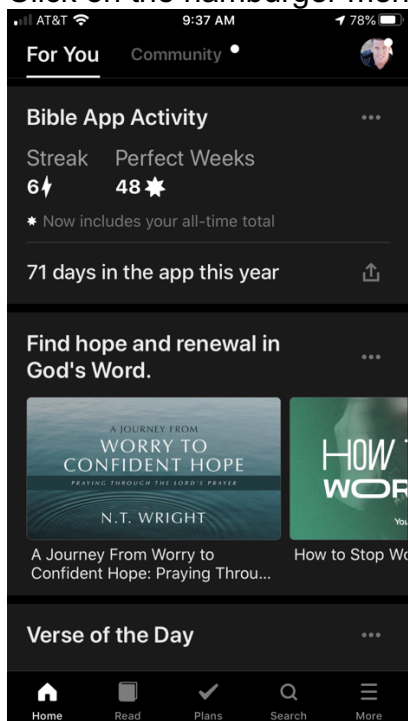 AT&T 9:37 AM 78%
For You Community
Bible App Activity
Streak Perfect Weeks
6 48
* Now includes your all-time total
71 days in the app this year
Find hope and renewal in
God's Word.
A JOURNEY FROM
WORRY TO
CONFIDENT HOPE
PRAYING THROUGH THE LORD'S PRAYER
N.T. WRIGHT
HOW
WOR
You
A Journey From Worry to
Confident Hope: Praying Throu...
How to Stop Wo
Verse of the Day
Home Read Plans Search More